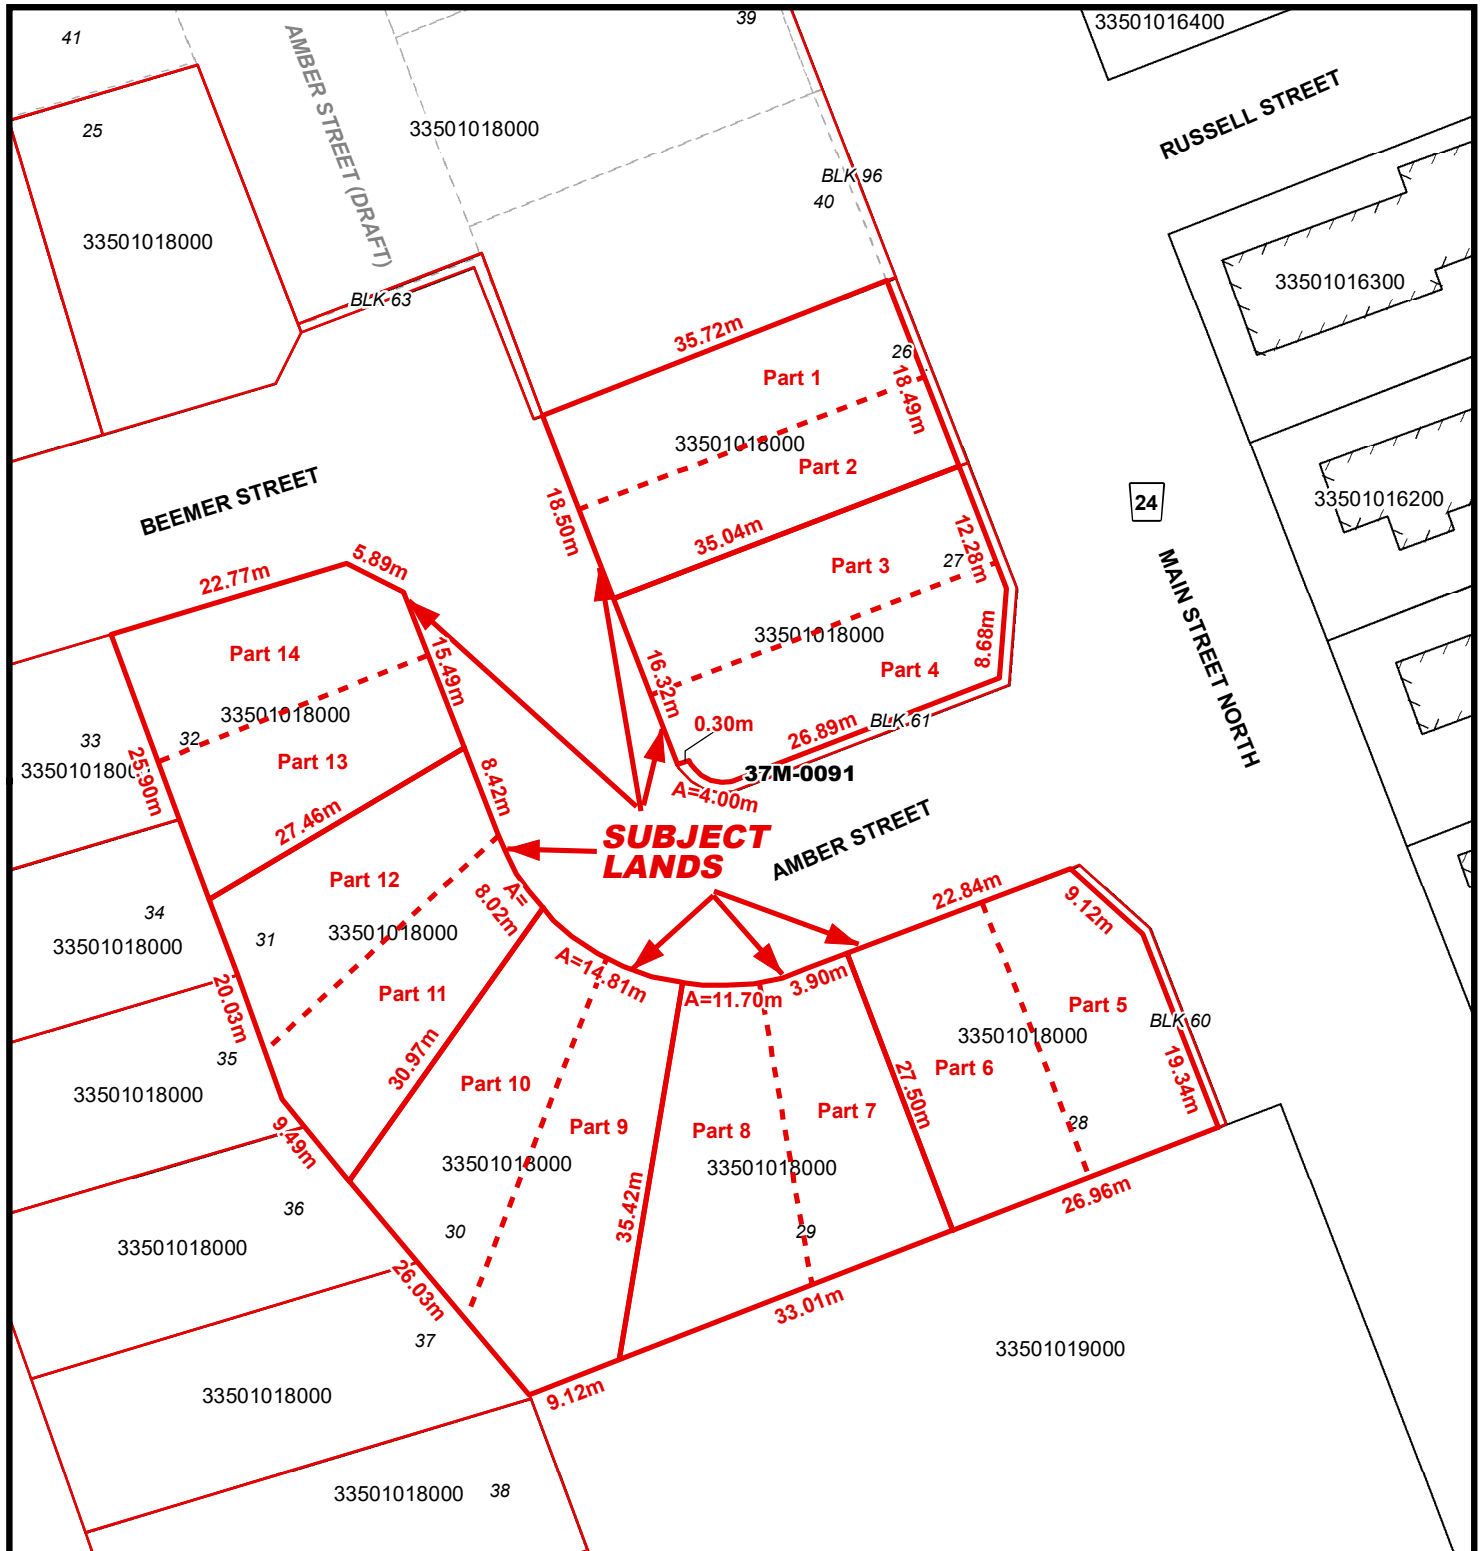 41
39
33501016400
AMBER STREET (DRAFT)
25
33501018000
RUSSELL STREET
BLK 96
40
33501018000
BLK 63
33501016300
35.72m
26
Part 1
18.49m
33501018000
Part 2
BEEMER STREET
18.50m
24
33501016200
35.04m
12.28m
5.89m
22.77m
Part 3
27
MAIN STREET NORTH
33501018000
8.68m
Part 14
15.49m
16.32m
Part 4
33501018000
0.30m
26.89m
BLK 61
33
32
3350101800
25.90m
Part 13
8.42m
37M-0091
A=4.00m
27.46m
SUBJECT
LANDS
AMBER STREET
Part 12
A=
8.02m
22.84m
9.12m
34
31
33501018000
33501018000
A=14.81m
3.90m
20.03m
Part 11
A=11.70m
Part 5
BLK 60
33501018000
35
30.97m
Part 10
Part 6
27.50m
19.34m
33501018000
Part 9
Part 8
Part 7
28
9.49m
33501018000
33501018000
26.96m
36
35.42m
30
29
33501018000
26.03m
33.01m
37
33501019000
33501018000
9.12m
33501018000
38